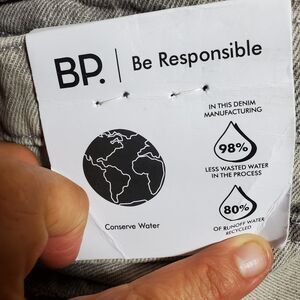 BP. | Be Responsible
IN THIS DENIM
MANUFACTURING
98%
LESS WASTED WATER
IN THE PROCESS
80%
OF RUNOFF WATER
RECYCLED
Conserve Water